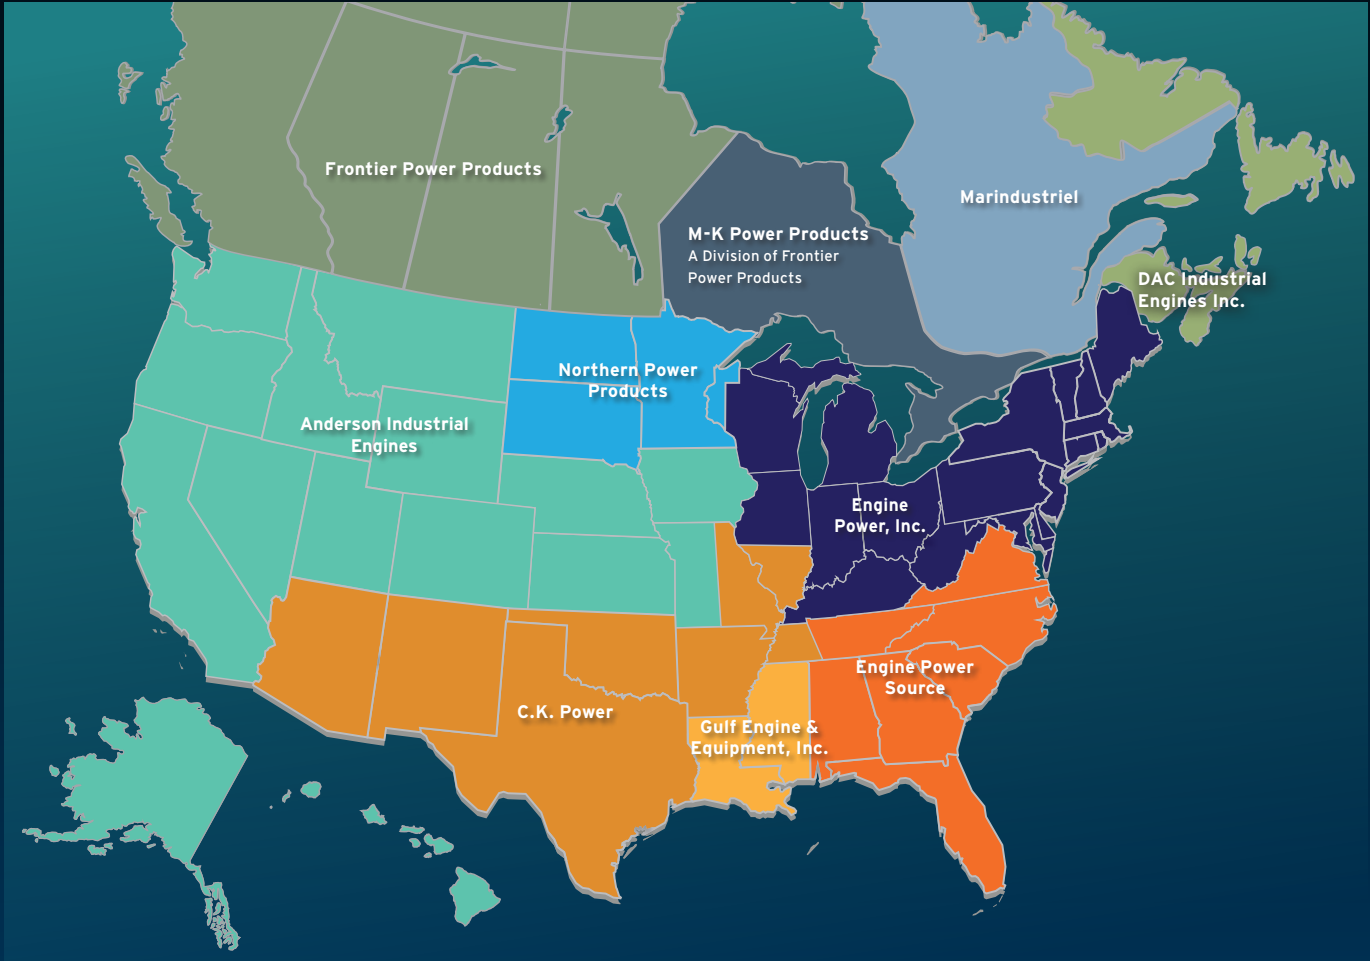 Frontier Power Products
Marindustriel
M-K Power Products
A Division of Frontier
Power Products
DAC Industrial
Engines Inc.
Northern Power
Products
Anderson Industrial
Engines
Engine
Power, Inc.
Engine Power
Source
C.K. Power
Gulf Engine &
Equipment, Inc.